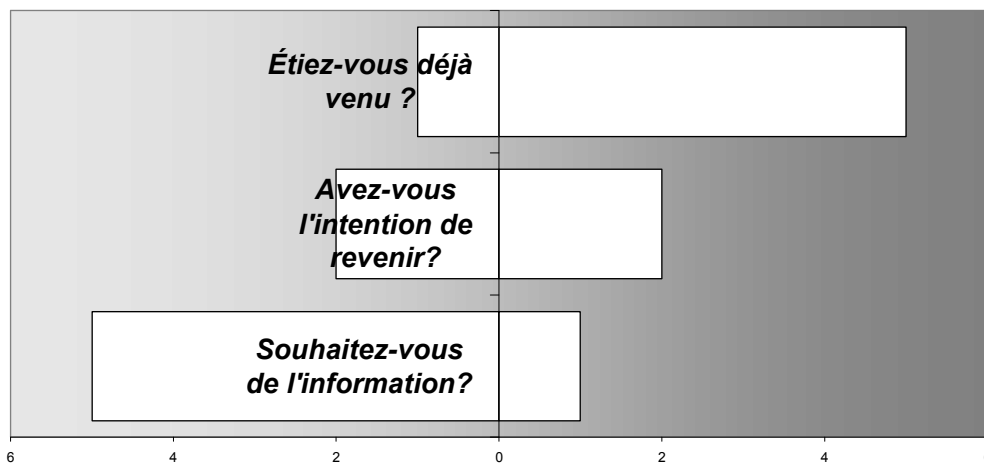 Étiez-vous déjà
venu ?
Avez-vous
l'intention de
revenir?
Souhaitez-vous
de l'information?
6 4 2 0 2 4